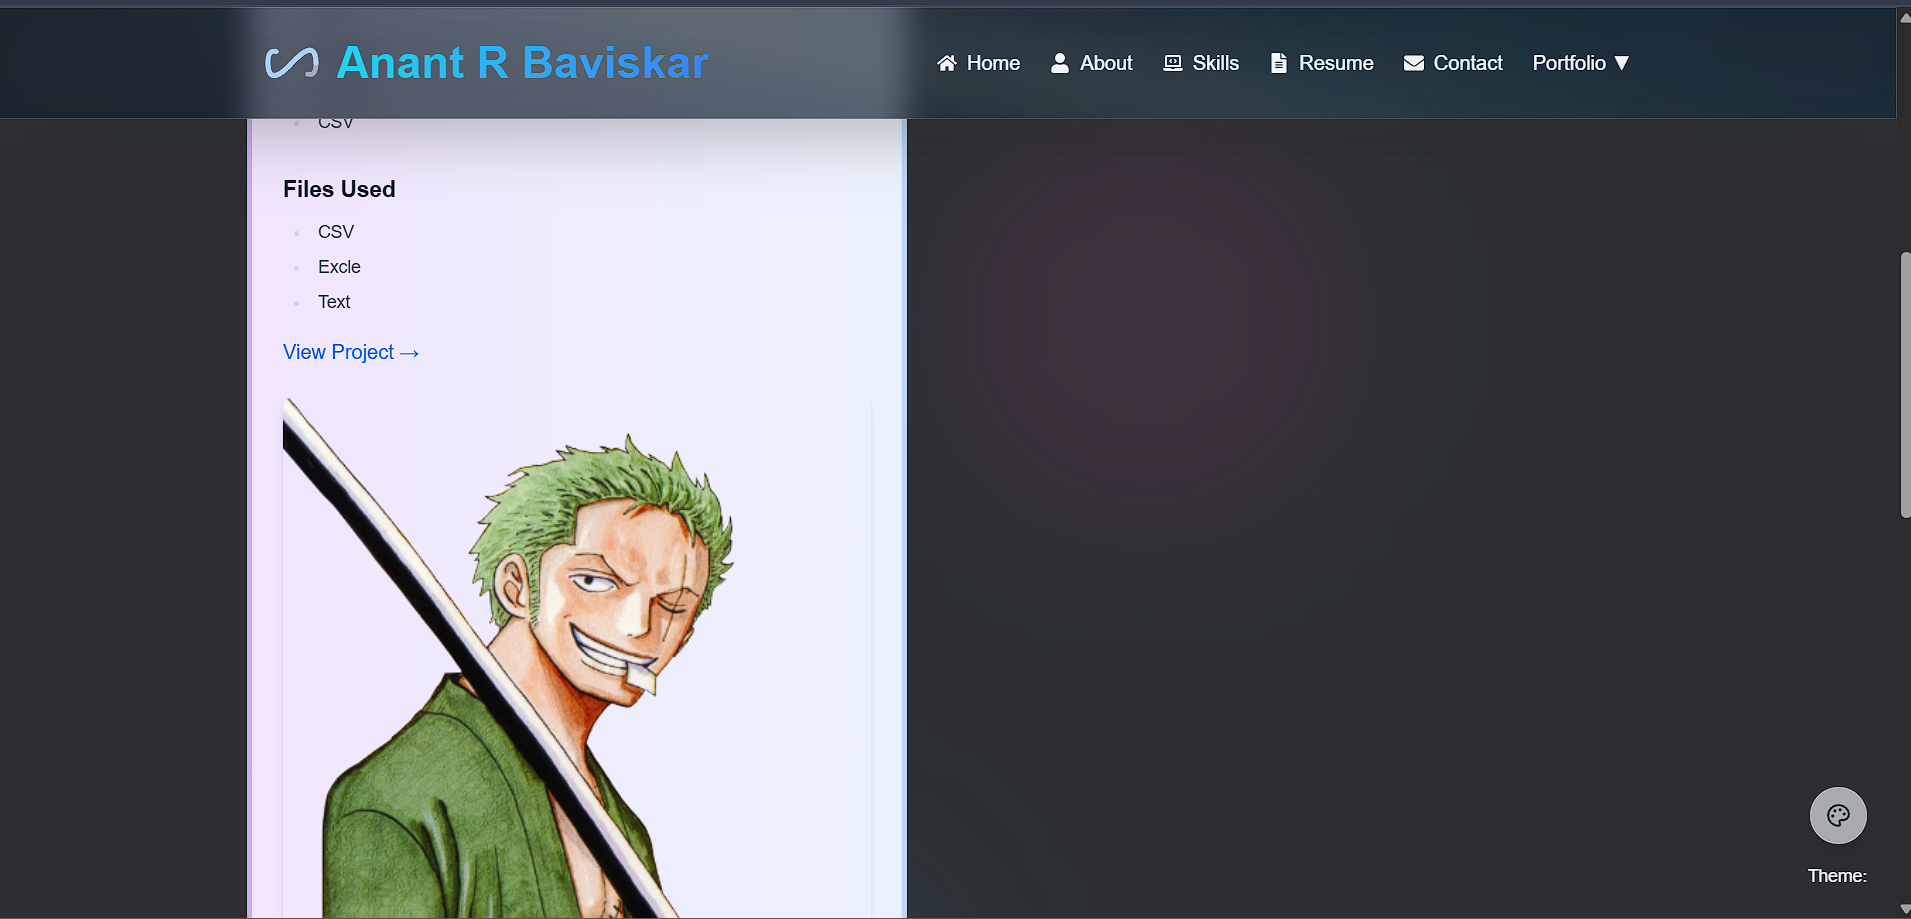 Anant R Baviskar
Home About Skills Resume Contact Portfolio ▼
CSV
Files Used
CSV
Excle
Text
View Project →
Theme: